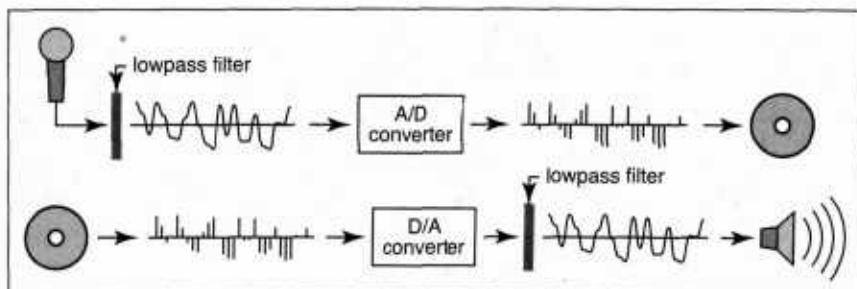 lowpass filter
A/D
converter
lowpass filter
D/A
converter